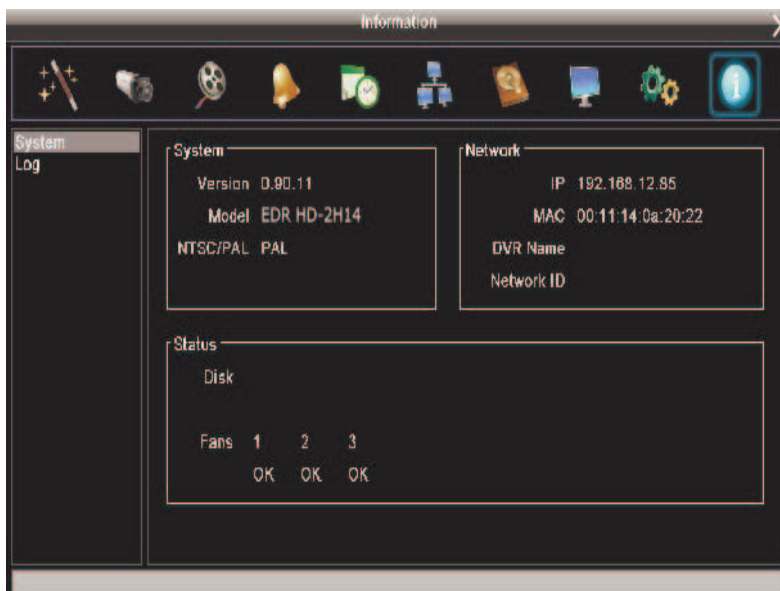 Information
System
Log
System
Version 0.90.11
Model EDR HD-2H14
NTSC/PAL PAL
Network
IP 192.168.12.85
MAC 00:11:14:0a:20:22
DVR Name
Network ID
Status
Disk
Fans 1 2 3
OK OK OK